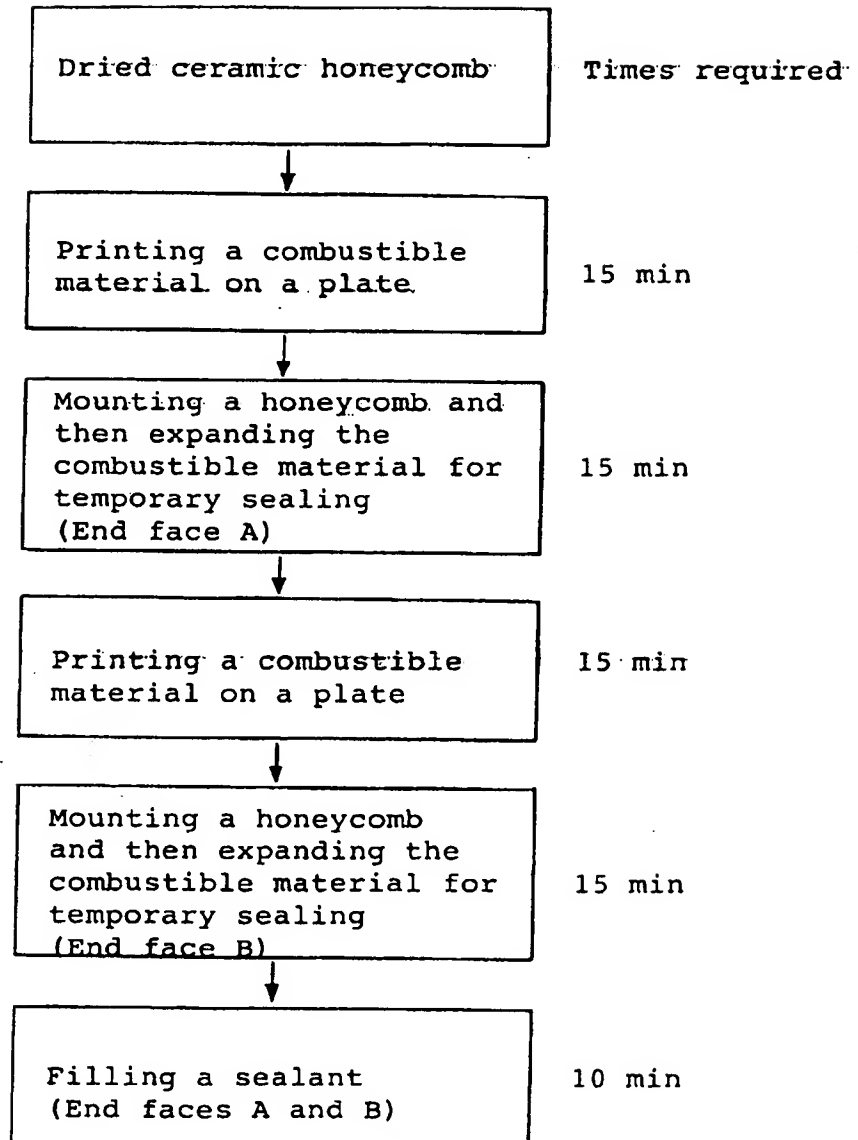 Dried ceramic honeycomb
Times required
Printing a combustible
material on a plate
15 min
Mounting a honeycomb and
then expanding the
combustible material for
temporary sealing
(End face A)
15 min
Printing a combustible
material on a plate
15 min
Mounting a honeycomb
and then expanding the
combustible material for
temporary sealing
(End face B)
15 min
Filling a sealant
(End faces A and B)
10 min